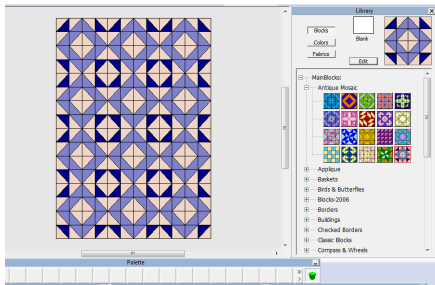 Library
Blocks
Colors
Fabrics
Blank
Edit
MainBlocks:
Antique Mosaic
Applique
Baskets
Birds & Butterflies
Blocks-2006
Borders
Buildings
Checked Borders
Classic Blocks
Compass & Wheels
Palette